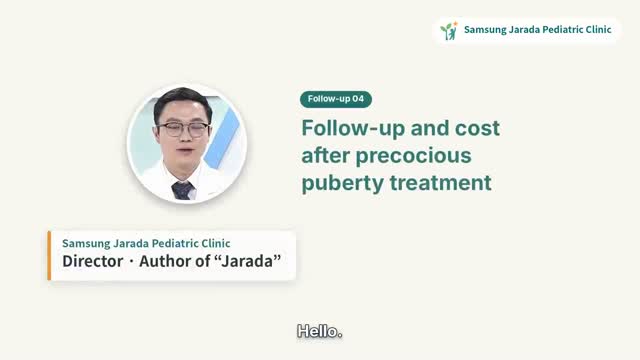 Samsung Jarada Pediatric Clinic
Follow-up 04
Follow-up and cost
after precocious
puberty treatment
Samsung Jarada Pediatric Clinic
Director · Author of “Jarada”
Hello.